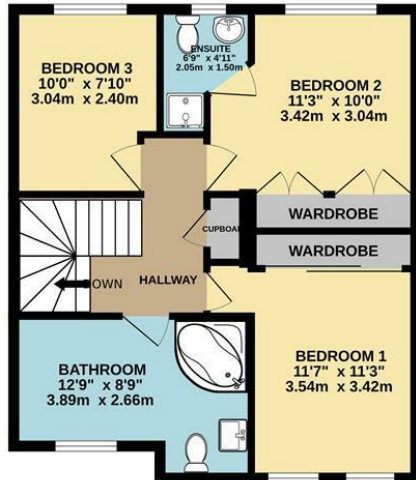 ENSUITE
6'9" x 4'11"
2.05m x 1.50m
BEDROOM 3
10'0" x 7'10"
3.04m x 2.40m
BEDROOM 2
11'3" x 10'0"
3.42m x 3.04m
WARDROBE
CUPBOA
WARDROBE
HALLWAY
OWN
BATHROOM
12'9" x 8'9"
3.89m x 2.66m
BEDROOM 1
11'7" x 11'3"
3.54m x 3.42m